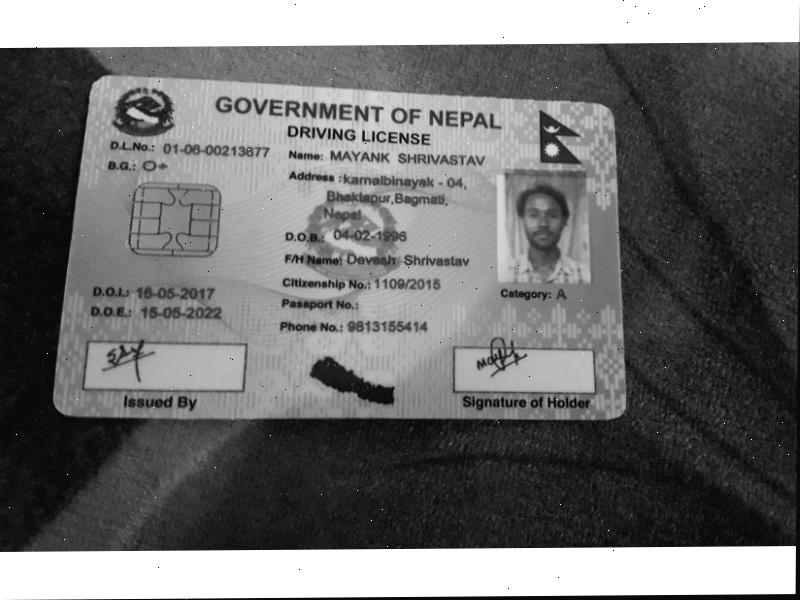 GOVERNMENT OF NEPAL
DRIVING LICENSE
D.L.No.: 01-06-00213677
B.G.: O+
Name: MAYANK SHRIVASTAV
Address : kamalbinayak - 04,
Bhaktapur,Bagmati,
Nepal
D.O.B.: 04-02-1996
F/H Name: Devesh Shrivastav
Citizenship No.: 1109/2015
Passport No.:
Phone No.: 9813155414
D.O.I.: 16-05-2017
D.O.E.: 15-05-2022
Category: A
Issued By
Signature of Holder